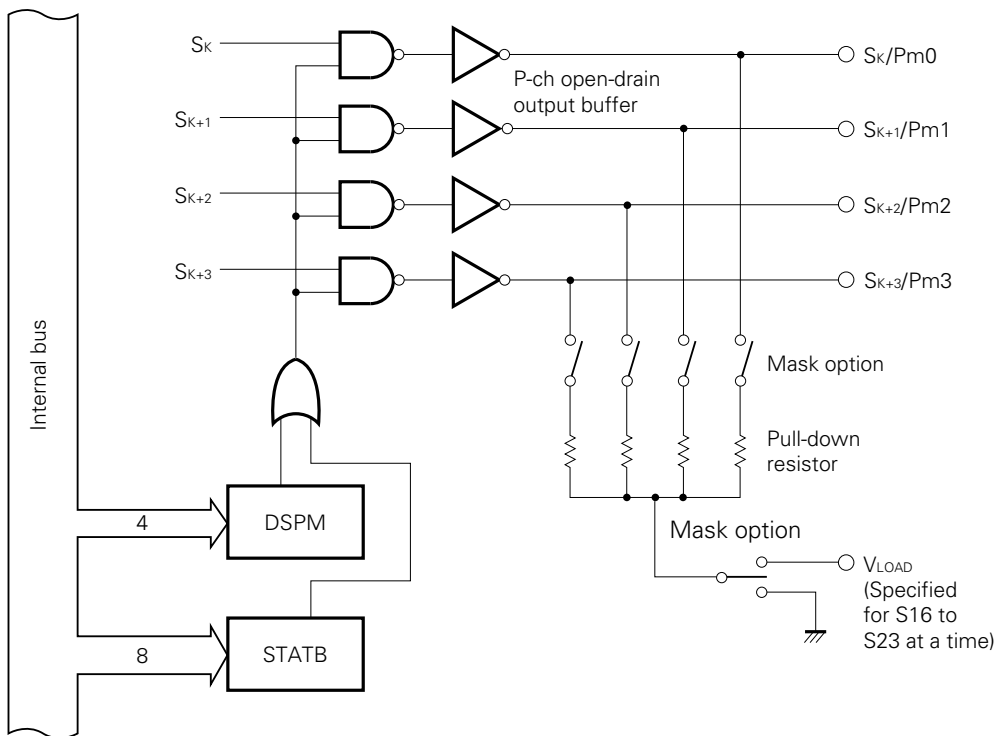 SK
SK/Pm0
P-ch open-drain
output buffer
SK+1
SK+1/Pm1
SK+2
SK+2/Pm2
SK+3
SK+3/Pm3
Internal bus
Mask option
Pull-down
resistor
4
DSPM
Mask option
VLOAD
(Specified
for S16 to
S23 at a time)
8
STATB